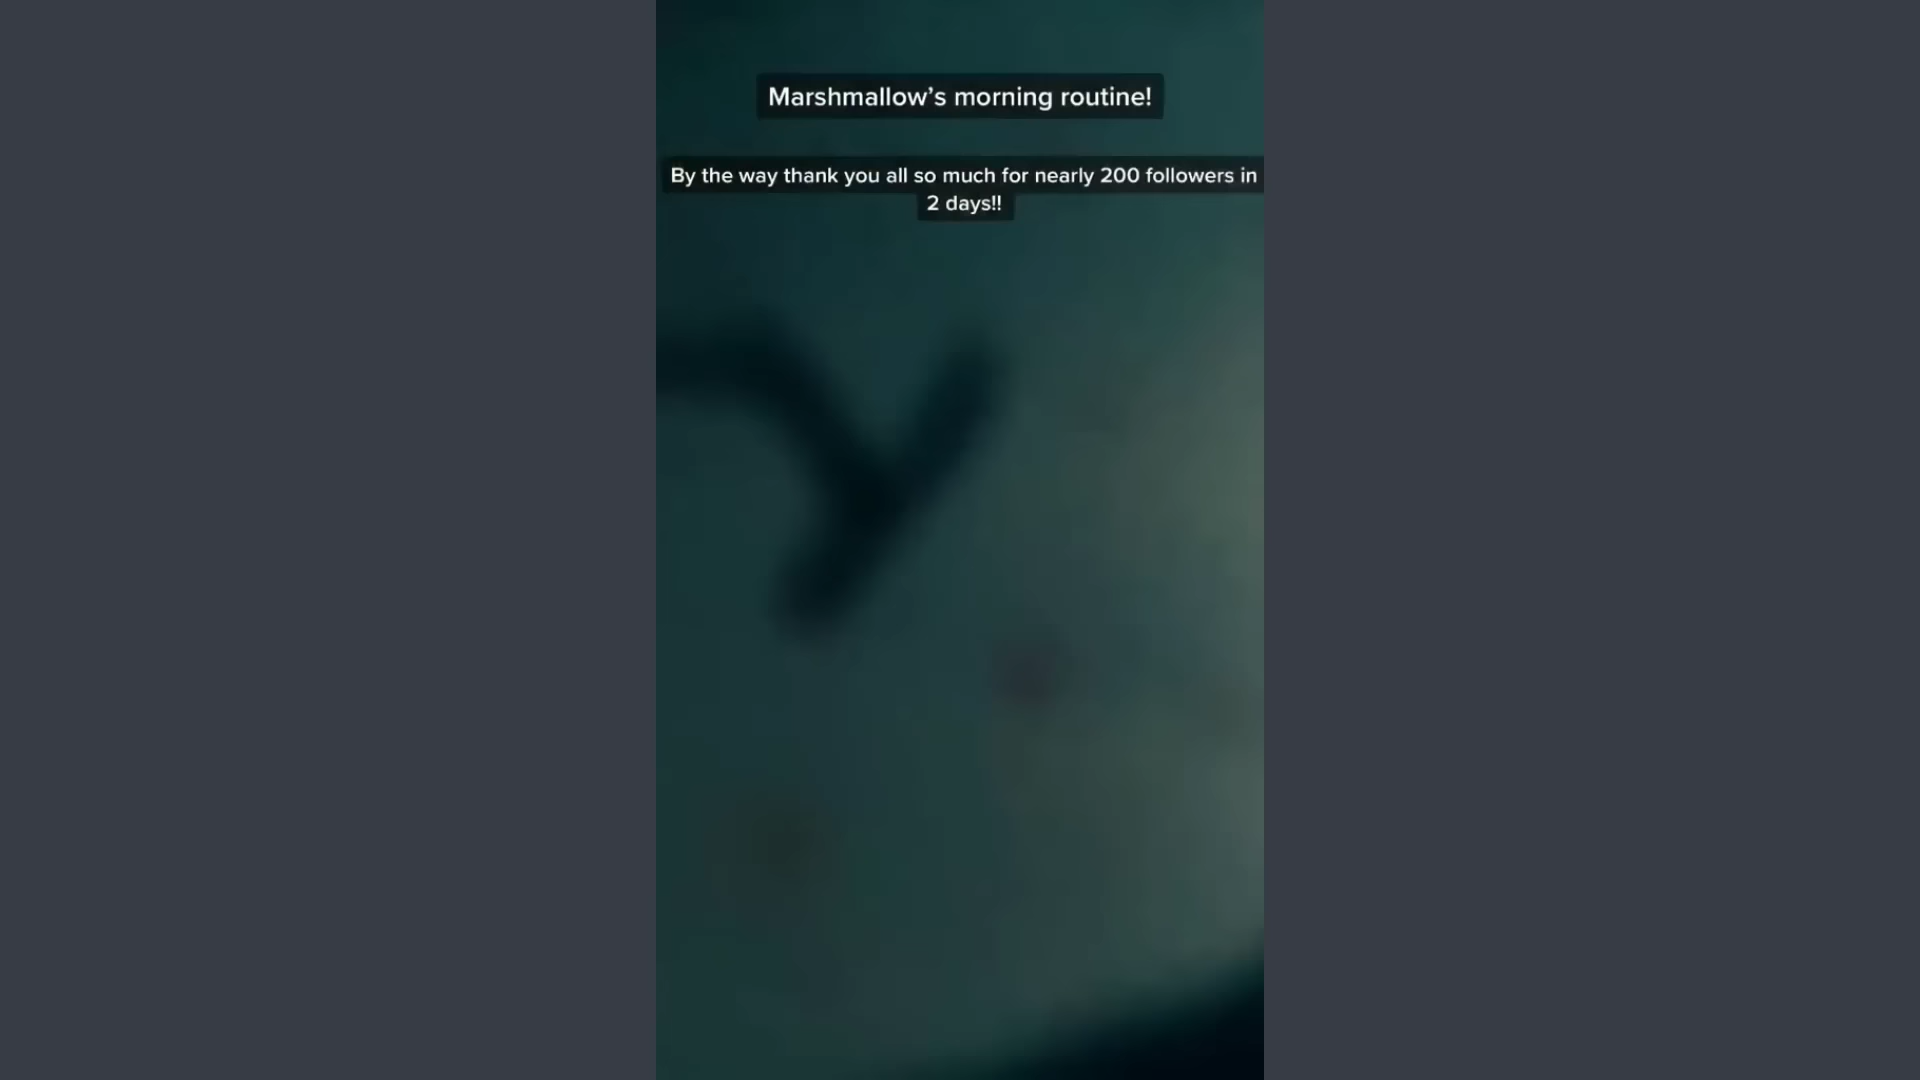 Marshmallow’s morning routine!
By the way thank you all so much for nearly 200 followers in
2 days!!